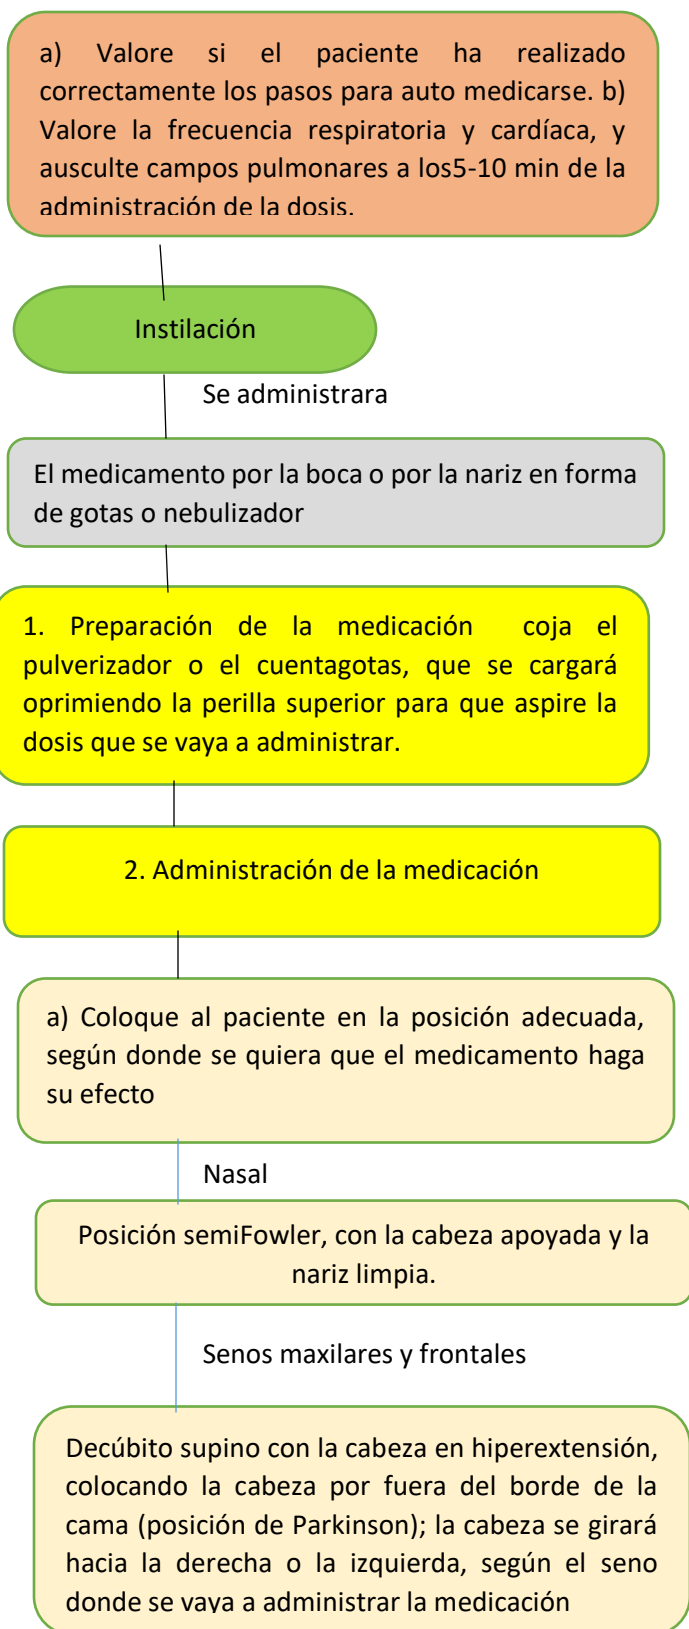 a) Valore si el paciente ha realizado
correctamente los pasos para auto medicarse. b)
Valore la frecuencia respiratoria y cardíaca, y
ausculte campos pulmonares a los5-10 min de la
administración de la dosis.
Instilación
Se administrara
El medicamento por la boca o por la nariz en forma
de gotas o nebulizador
1. Preparación de la medicación coja el
pulverizador o el cuentagotas, que se cargará
oprimiendo la perilla superior para que aspire la
dosis que se vaya a administrar.
2. Administración de la medicación
a) Coloque al paciente en la posición adecuada,
según donde se quiera que el medicamento haga
su efecto
Nasal
Posición semiFowler, con la cabeza apoyada y la
nariz limpia.
Senos maxilares y frontales
Decúbito supino con la cabeza en hiperextensión,
colocando la cabeza por fuera del borde de la
cama (posición de Parkinson); la cabeza se girará
hacia la derecha o la izquierda, según el seno
donde se vaya a administrar la medicación